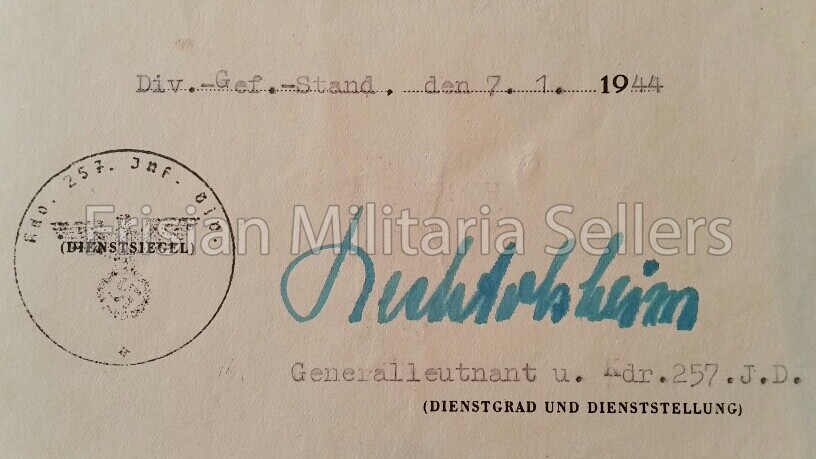 Div.-Gef.-Stand, den 7. 1. 1944
Kdo. 257. Inf. Div.
(DIENSTSIEGEL)
Frisian Militaria Sellers
Generalleutnant u. Kdr.257.J.D.
(DIENSTGRAD UND DIENSTSTELLUNG)